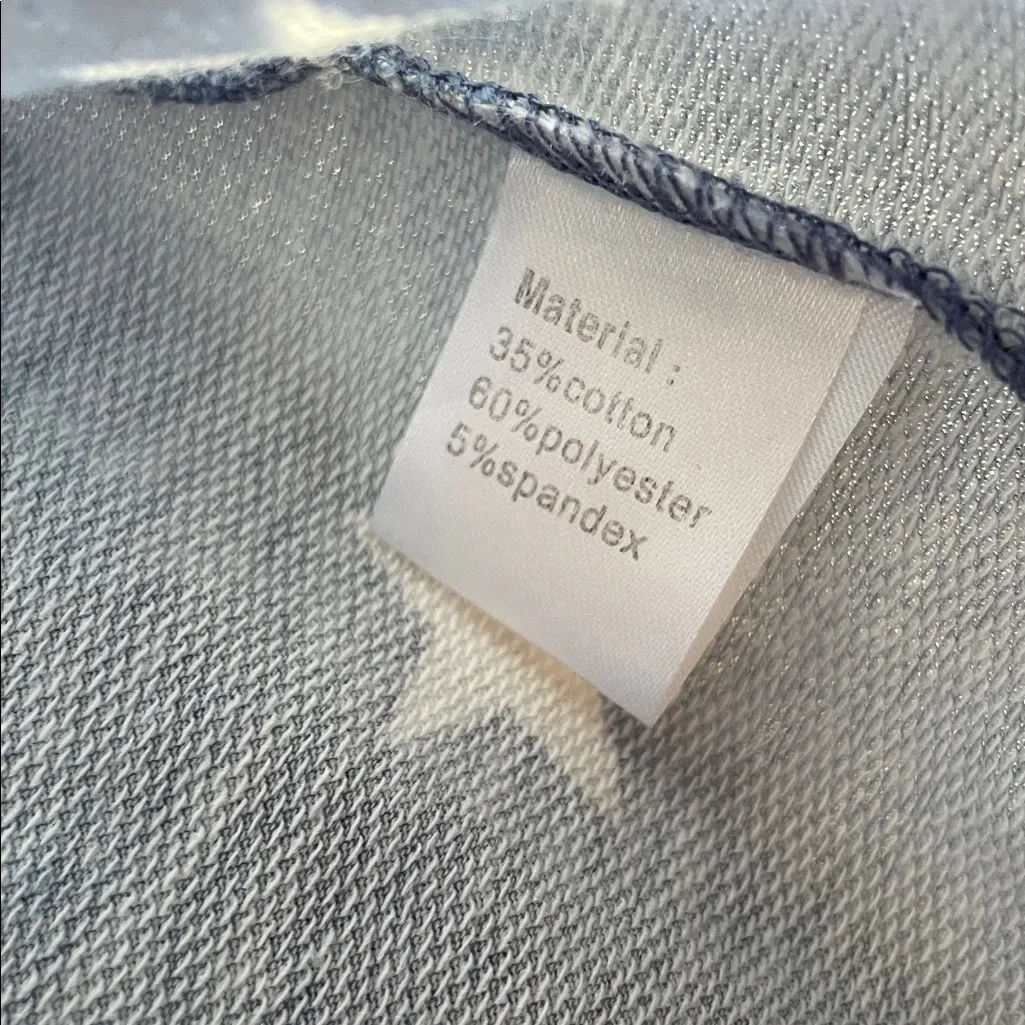 Material :
35%cotton
60%polyester
5%spandex